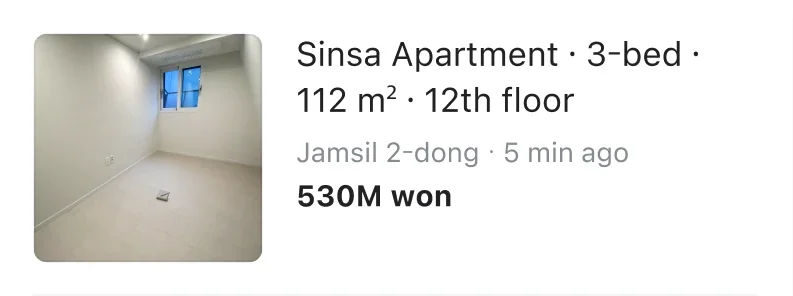 Sinsa Apartment · 3-bed ·
112 m² · 12th floor
Jamsil 2-dong · 5 min ago
530M won